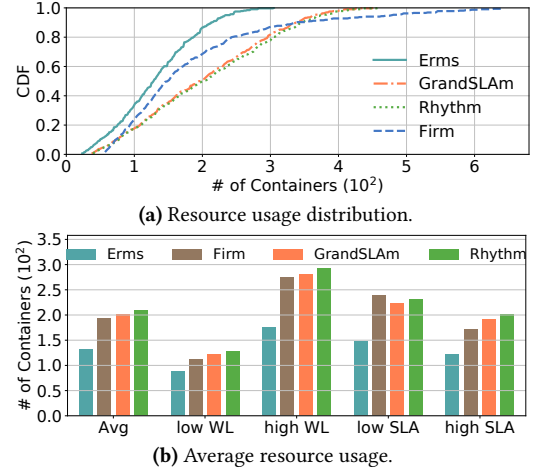 1.0
0.8
0.6
0.4
0.2
0.0
CDF
Erms
GrandSLAm
Rhythm
Firm
0 1 2 3 4 5 6
# of Containers (10²)
(a) Resource usage distribution.
3.5
3.0
2.5
2.0
1.5
1.0
0.5
0.0
# of Containers (10²)
Erms Firm GrandSLAm Rhythm
Avg low WL high WL low SLA high SLA
(b) Average resource usage.